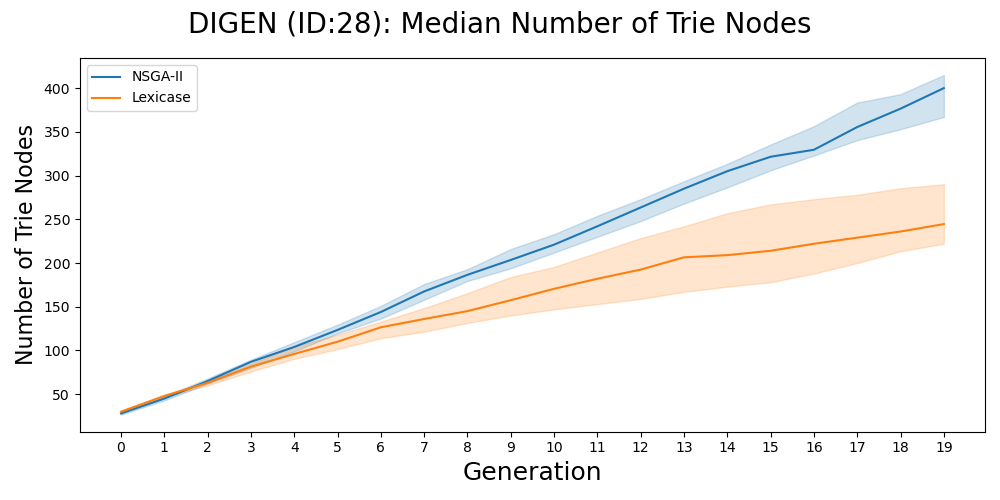 DIGEN (ID:28): Median Number of Trie Nodes
NSGA-II
Lexicase
Number of Trie Nodes
400
350
300
250
200
150
100
50
0 1 2 3 4 5 6 7 8 9 10 11 12 13 14 15 16 17 18 19
Generation